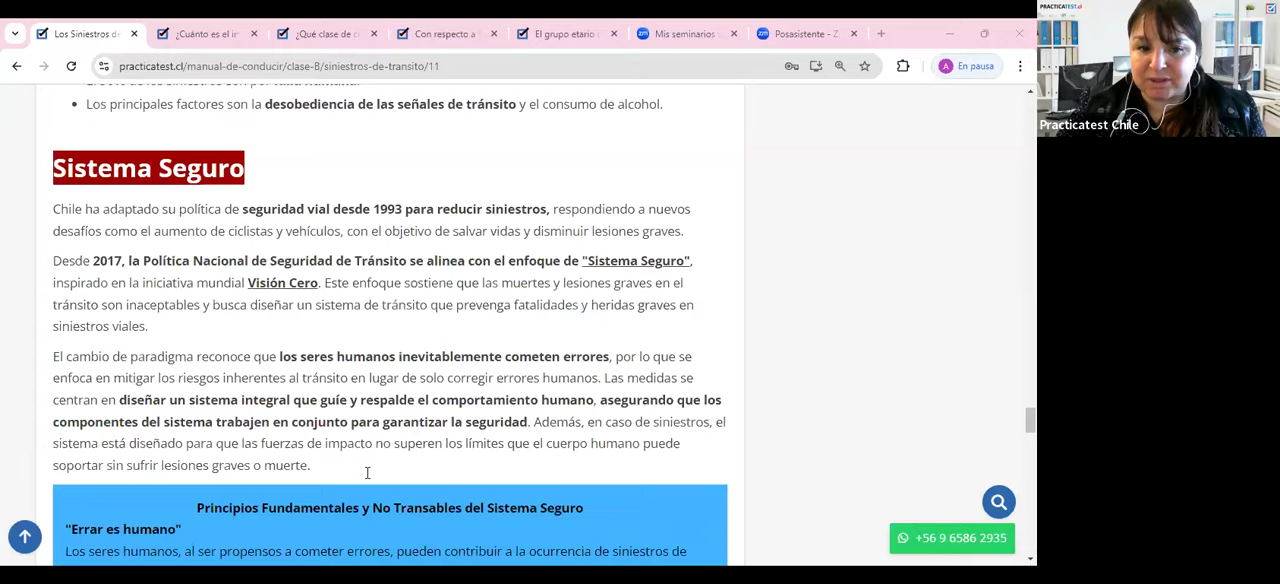 Los Siniestros de
¿Cuánto es el i
¿Qué clase de c
Con respecto a
El grupo etario
Mis seminarios
Posasistente - Z
practicatest.cl/manual-de-conducir/clase-B/siniestros-de-transito/11
A
En pausa
PRACTICATEST.cl
Practicatest Chile
Los principales factores son la desobediencia de las señales de tránsito y el consumo de alcohol.
Sistema Seguro
Chile ha adaptado su política de seguridad vial desde 1993 para reducir siniestros, respondiendo a nuevos
desafíos como el aumento de ciclistas y vehículos, con el objetivo de salvar vidas y disminuir lesiones graves.
Desde 2017, la Política Nacional de Seguridad de Tránsito se alinea con el enfoque de "Sistema Seguro",
inspirado en la iniciativa mundial Visión Cero. Este enfoque sostiene que las muertes y lesiones graves en el
tránsito son inaceptables y busca diseñar un sistema de tránsito que prevenga fatalidades y heridas graves en
siniestros viales.
El cambio de paradigma reconoce que los seres humanos inevitablemente cometen errores, por lo que se
enfoca en mitigar los riesgos inherentes al tránsito en lugar de solo corregir errores humanos. Las medidas se
centran en diseñar un sistema integral que guíe y respalde el comportamiento humano, asegurando que los
componentes del sistema trabajen en conjunto para garantizar la seguridad. Además, en caso de siniestros, el
sistema está diseñado para que las fuerzas de impacto no superen los límites que el cuerpo humano puede
soportar sin sufrir lesiones graves o muerte.
Principios Fundamentales y No Transables del Sistema Seguro
"Errar es humano"
Los seres humanos, al ser propensos a cometer errores, pueden contribuir a la ocurrencia de siniestros de
+56 9 6586 2935